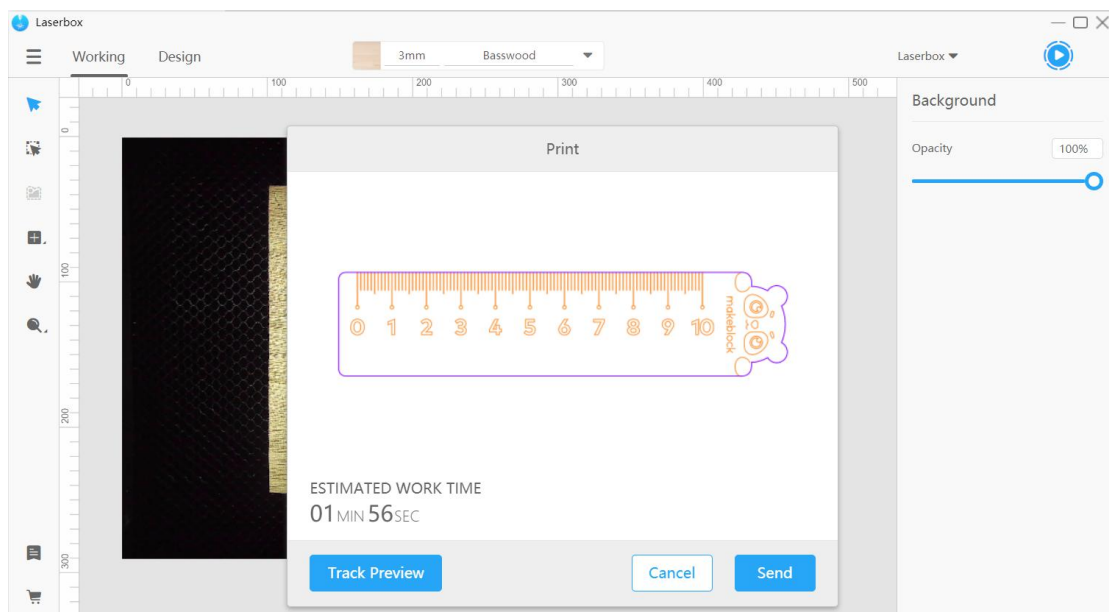 Laserbox
Working Design 3mm Basswood Laserbox
0 100 200 300 400 500
Background
Opacity 100%
0
100
200
300
Print
0 1 2 3 4 5 6 7 8 9 10
makeblock
ESTIMATED WORK TIME
01 MIN 56 SEC
Track Preview Cancel Send